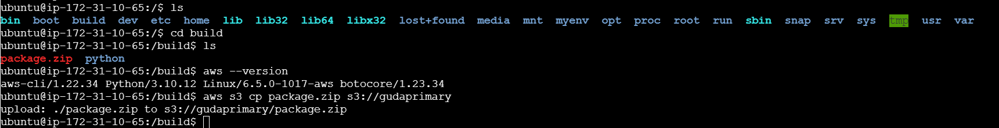 ubuntu@ip-172-31-10-65:/$ ls
bin boot build dev etc home lib lib32 lib64 libx32 lost+found media mnt myenv opt proc root run sbin snap srv sys tmp usr var
ubuntu@ip-172-31-10-65:/$ cd build
ubuntu@ip-172-31-10-65:/build$ ls
package.zip python
ubuntu@ip-172-31-10-65:/build$ aws --version
aws-cli/1.22.34 Python/3.10.12 Linux/6.5.0-1017-aws botocore/1.23.34
ubuntu@ip-172-31-10-65:/build$ aws s3 cp package.zip s3://gudaprimary
upload: ./package.zip to s3://gudaprimary/package.zip
ubuntu@ip-172-31-10-65:/build$